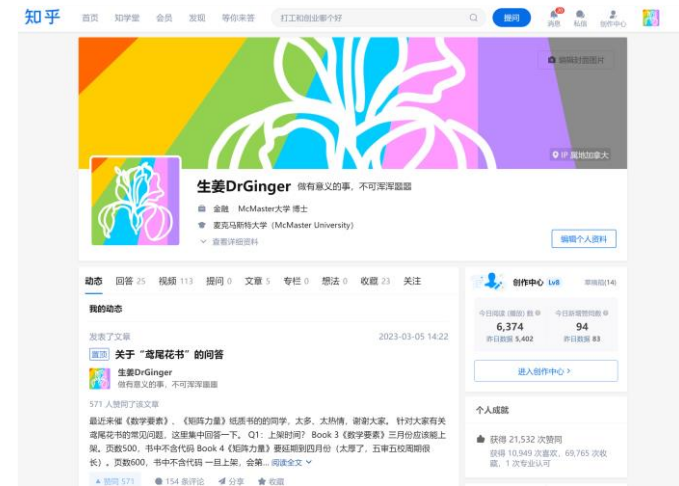 知乎 首页 知学堂 会员 发现 等你来答 打工和创业哪个好 提问 消息 私信 创作中心
编辑封面图片
IP 属地加拿大
生姜DrGinger 做有意义的事，不可浑浑噩噩
金融 McMaster大学 博士
麦克马斯特大学（McMaster University）
查看详细资料
编辑个人资料
动态 回答 25 视频 113 提问 0 文章 5 专栏 0 想法 0 收藏 23 关注
我的动态
发表了文章 2023-03-05 14:22
置顶 关于“鸢尾花书”的问答
生姜DrGinger
做有意义的事，不可浑浑噩噩
571 人赞同了该文章
最近来催《数学要素》、《矩阵力量》纸质书的的同学，太多、太热情，谢谢大家。 针对大家有关
鸢尾花书的常见问题，这里集中回答一下。 Q1：上架时间？ Book 3《数学要素》三月份应该能上
架。页数500，书中不含代码 Book 4《矩阵力量》要延期到四月份（太厚了，五审五校周期很
长）。页数600，书中不含代码 一旦上架，会第... 阅读全文
赞同 571 154 条评论 分享 收藏
创作中心 Lv8 (14)
今日阅读 (播放) 数 今日新增赞同数
6,374 94
昨日数据 5,402 昨日数据 83
进入创作中心 >
个人成就
获得 21,532 次赞同
获得 10,949 次喜欢，69,765 次收
藏，1 次专业认可